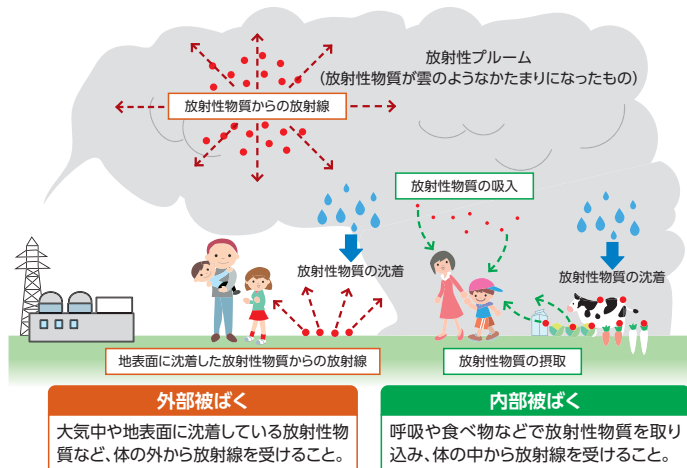 放射性プルーム
（放射性物質が雲のようなかたまりになったもの）
放射性物質からの放射線
放射性物質の吸入
放射性物質の沈着
放射性物質の沈着
地表面に沈着した放射性物質からの放射線
放射性物質の摂取
外部被ばく
大気中や地表面に沈着している放射性物
質など、体の外から放射線を受けること。
内部被ばく
呼吸や食べ物などで放射性物質を取り
込み、体の中から放射線を受けること。